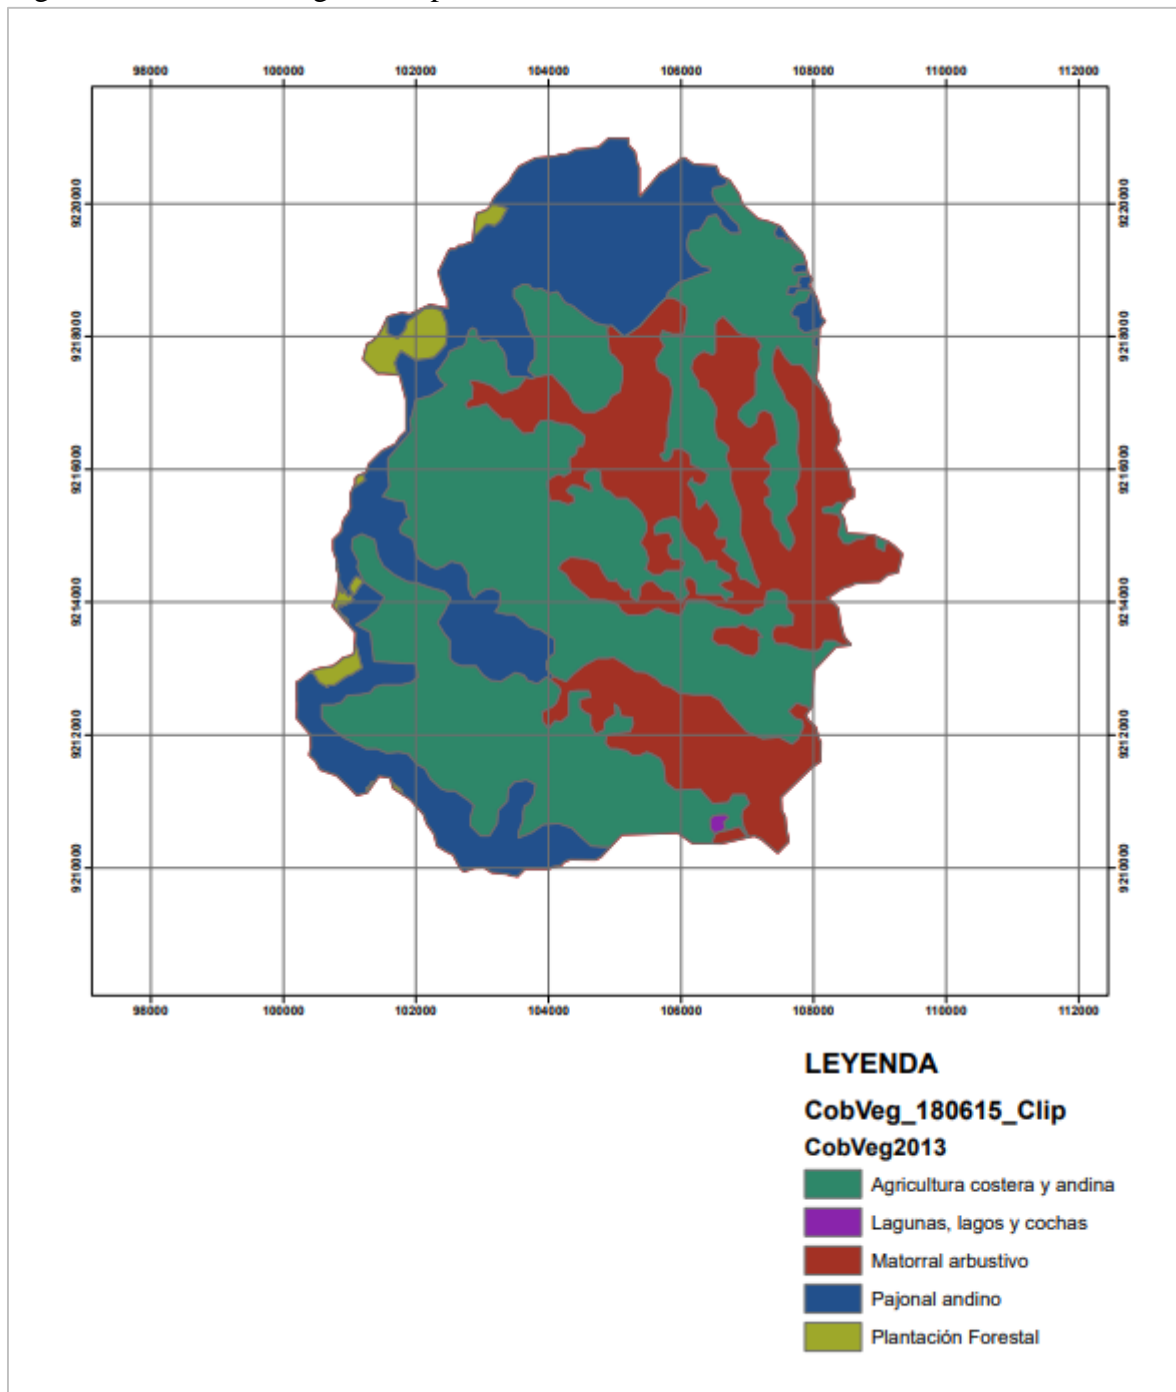 98000 100000 102000 104000 106000 108000 110000 112000
9220000 9220000
9218000 9218000
9216000 9216000
9214000 9214000
9212000 9212000
9210000 9210000
98000 100000 102000 104000 106000 108000 110000 112000
LEYENDA
CobVeg_180615_Clip
CobVeg2013
Agricultura costera y andina
Lagunas, lagos y cochas
Matorral arbustivo
Pajonal andino
Plantación Forestal